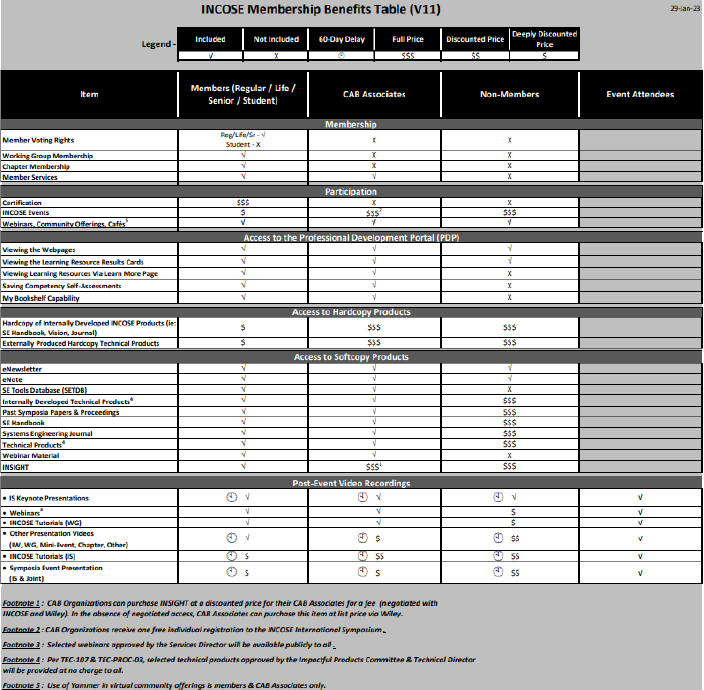 INCOSE Membership Benefits Table (V11)
29-Jan-23
Legend -
Included Not Included 60-Day Delay Full Price Discounted Price Deeply Discounted Price
√ X 🕘 $$$ $$ $
Item Members (Regular / Life / Senior / Student) CAB Associates Non-Members Event Attendees
Membership
Member Voting Rights Reg/Life/Sr - √ Student - X X X
Working Group Membership √ X X
Chapter Membership √ X X
Member Services √ X X
Participation
Certification $$$ X X
INCOSE Events $ $$$² $$$
Webinars, Community Offerings, Cafés⁵ √ √ √
Access to the Professional Development Portal (PDP)
Viewing the Webpages √ √ √
Viewing the Learning Resource Results Cards √ √ √
Viewing Learning Resources Via Learn More Page √ √ X
Saving Competency Self-Assessments √ √ X
My Bookshelf Capability √ √ X
Access to Hardcopy Products
Hardcopy of Internally Developed INCOSE Products (ie: SE Handbook, Vision, Journal) $ $$$ $$$
Externally Produced Hardcopy Technical Products $ $$$ $$$
Access to Softcopy Products
eNewsletter √ √ √
eNote √ √ √
SE Tools Database (SETDB) √ √ X
Internally Developed Technical Products⁴ √ √ $$$
Past Symposia Papers & Proceedings √ √ $$$
SE Handbook √ √ $$$
Systems Engineering Journal √ √ $$$
Technical Products⁴ √ √ $$$
Webinar Material √ √ X
INSIGHT √ $$$¹ $$$
Post-Event Video Recordings
• IS Keynote Presentations 🕘 √ 🕘 √ 🕘 √ √
• Webinars³ √ √ $ √
• INCOSE Tutorials (WG) √ √ $ √
• Other Presentation Videos (IW, WG, Mini-Event, Chapter, Other) 🕘 √ 🕘 $ 🕘 $$ √
• INCOSE Tutorials (IS) 🕘 $ 🕘 $$ 🕘 $$ √
• Symposia Event Presentation (IS & Joint) 🕘 $ 🕘 $ 🕘 $$ √
Footnote 1 : CAB Organizations can purchase INSIGHT at a discounted price for their CAB Associates for a fee (negotiated with
INCOSE and Wiley). In the absence of negotiated access, CAB Associates can purchase this item at list price via Wiley.
Footnote 2 : CAB Organizations receive one free individual registration to the INCOSE International Symposium .
Footnote 3 : Selected webinars approved by the Services Director will be available publicly to all .
Footnote 4 : Per TEC-107 & TEC-PROC-03, selected technical products approved by the Impactful Products Committee & Technical Director
will be provided at no charge to all.
Footnote 5 : Use of Yammer in virtual community offerings is members & CAB Associates only.